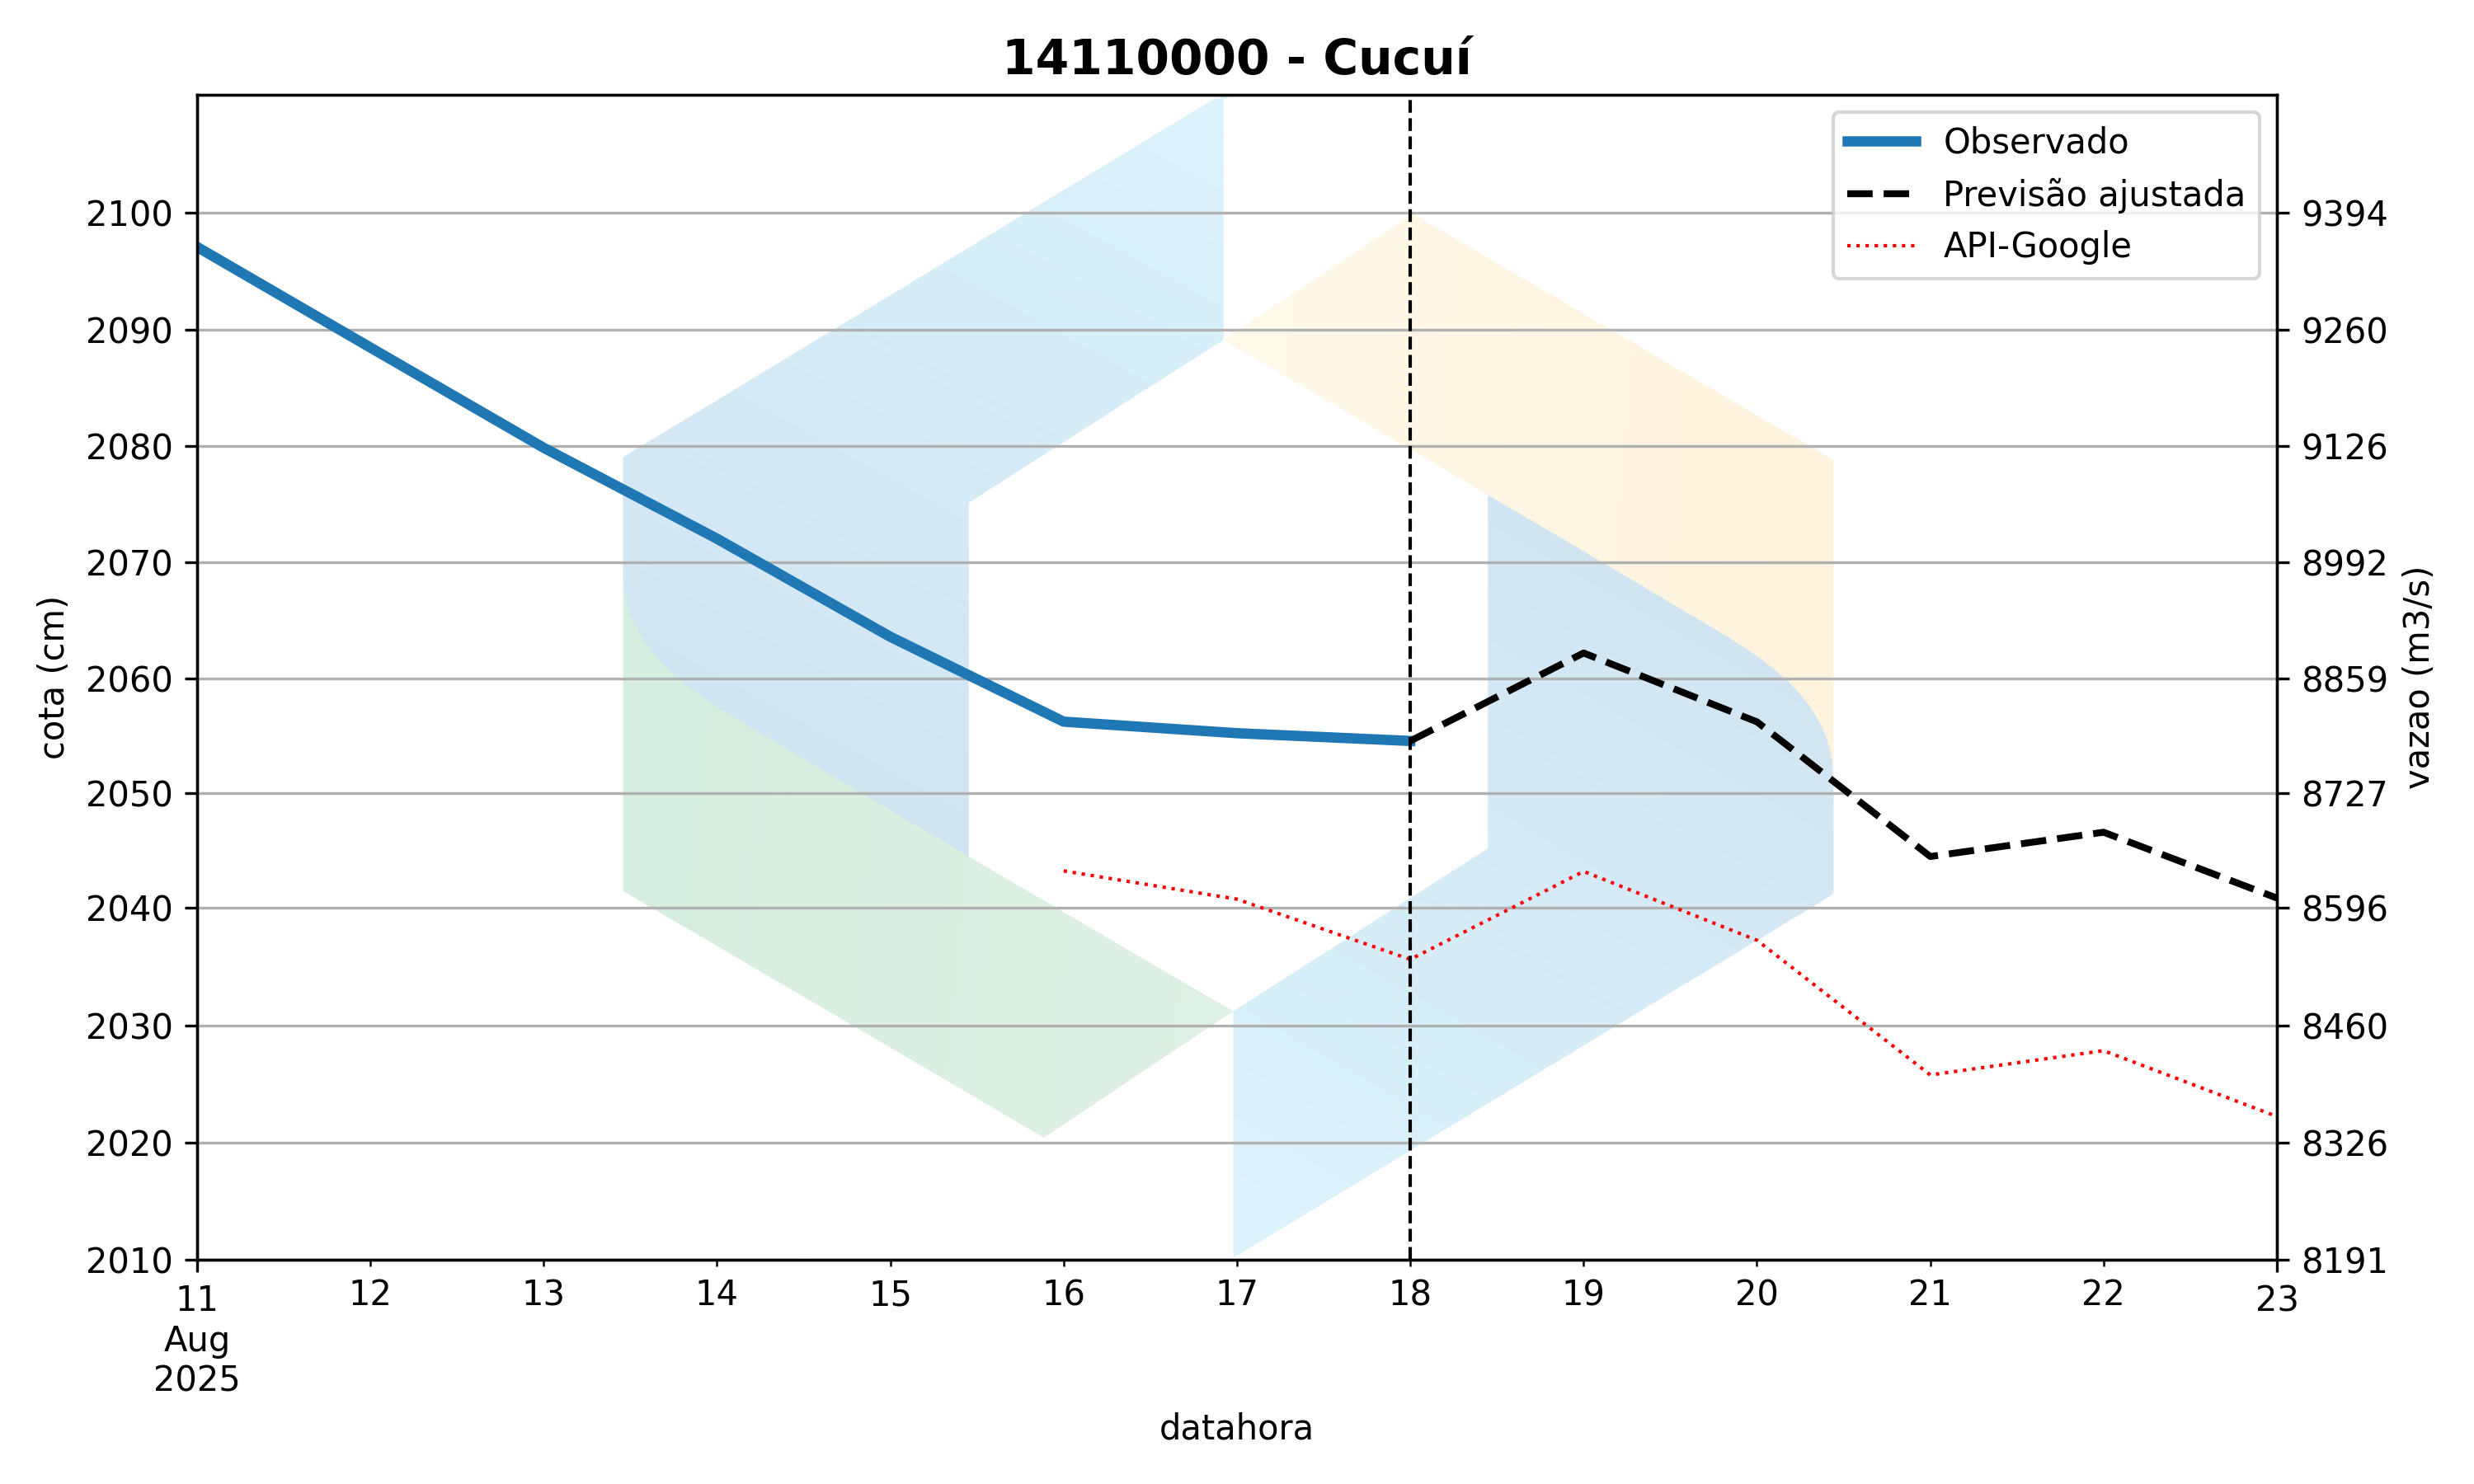 14110000 - Cucuí
Observado
Previsão ajustada
API-Google
2100
2090
2080
2070
2060
2050
2040
2030
2020
2010
cota (cm)
9394
9260
9126
8992
8859
8727
8596
8460
8326
8191
vazao (m3/s)
11 12 13 14 15 16 17 18 19 20 21 22 23
Aug
2025
datahora